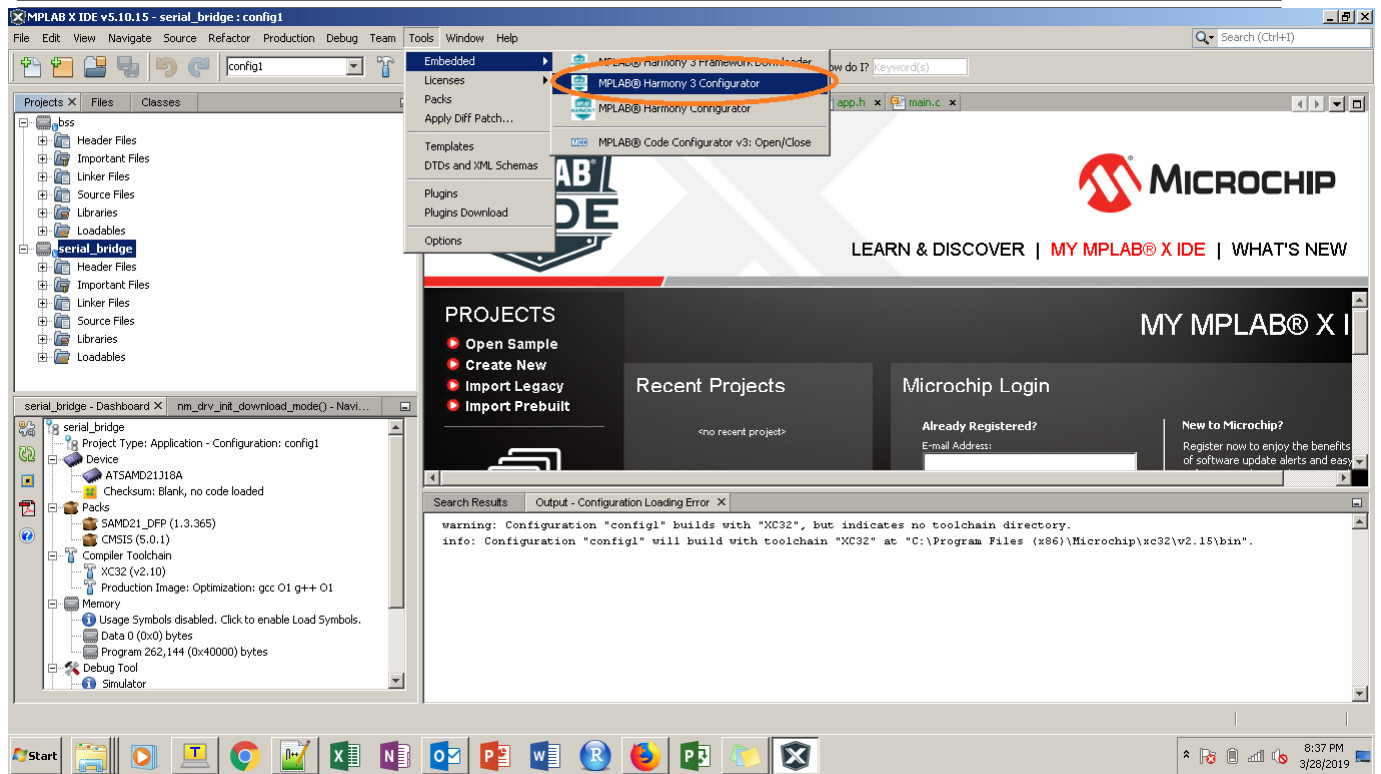 MPLAB X IDE v5.10.15 - serial_bridge : config1
File Edit View Navigate Source Refactor Production Debug Team Tools Window Help
Search (Ctrl+I)
config1
ow do I? Keyword(s)
Embedded
Licenses
Packs
Apply Diff Patch...
Templates
DTDs and XML Schemas
Plugins
Plugins Download
Options
MPLAB® Harmony 3 Framework Downloader
MPLAB® Harmony 3 Configurator
MPLAB® Harmony Configurator
MPLAB® Code Configurator v3: Open/Close
Projects Files Classes
app.h main.c
bss
Header Files
Important Files
Linker Files
Source Files
Libraries
Loadables
serial_bridge
Header Files
Important Files
Linker Files
Source Files
Libraries
Loadables
AB
DE
MICROCHIP
LEARN & DISCOVER | MY MPLAB® X IDE | WHAT'S NEW
PROJECTS
Open Sample
Create New
Import Legacy
Import Prebuilt
MY MPLAB® X I
Recent Projects
<no recent project>
Microchip Login
Already Registered?
E-mail Address:
New to Microchip?
Register now to enjoy the benefits
of software update alerts and easy
serial_bridge - Dashboard nm_drv_init_download_mode() - Navi...
serial_bridge
Project Type: Application - Configuration: config1
Device
ATSAMD21J18A
Checksum: Blank, no code loaded
Packs
SAMD21_DFP (1.3.365)
CMSIS (5.0.1)
Compiler Toolchain
XC32 (v2.10)
Production Image: Optimization: gcc O1 g++ O1
Memory
Usage Symbols disabled. Click to enable Load Symbols.
Data 0 (0x0) bytes
Program 262,144 (0x40000) bytes
Debug Tool
Simulator
Search Results Output - Configuration Loading Error
warning: Configuration "config1" builds with "XC32", but indicates no toolchain directory.
info: Configuration "config1" will build with toolchain "XC32" at "C:\Program Files (x86)\Microchip\xc32\v2.15\bin".
Start
8:37 PM
3/28/2019